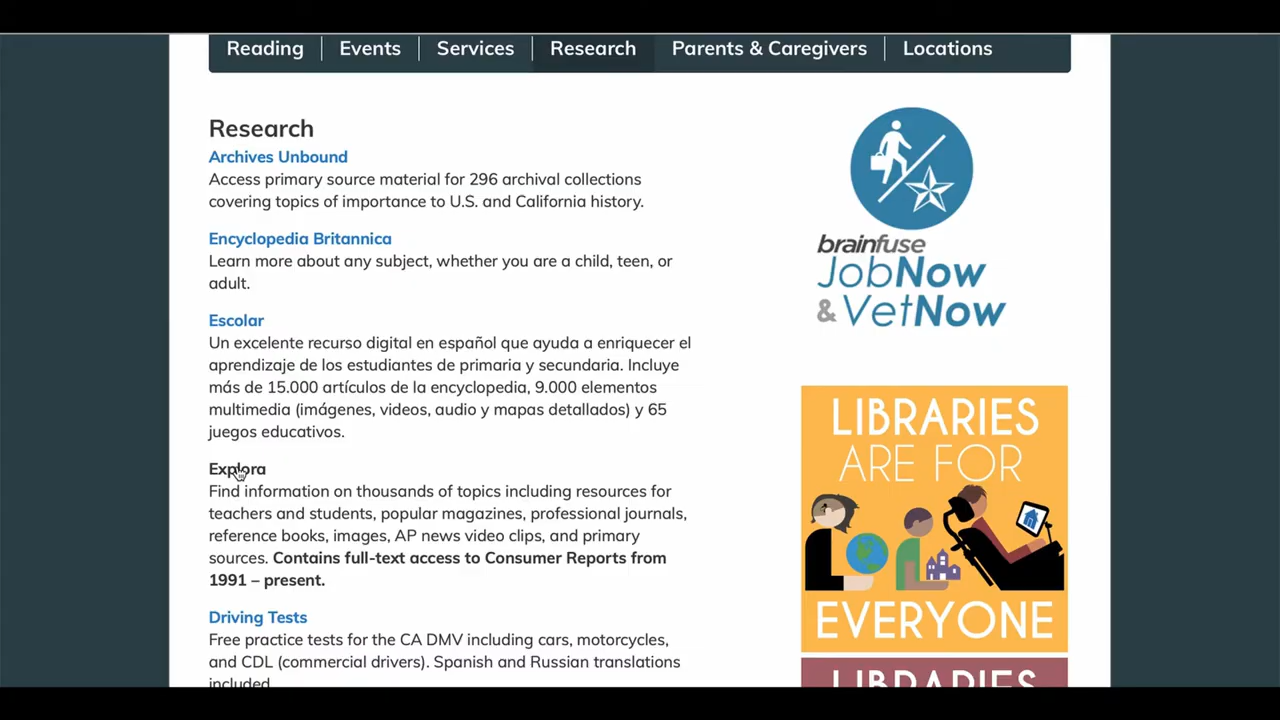 Reading
Events
Services
Research
Parents & Caregivers
Locations
Research
Archives Unbound
Access primary source material for 296 archival collections
covering topics of importance to U.S. and California history.
Encyclopedia Britannica
Learn more about any subject, whether you are a child, teen, or
adult.
Escolar
Un excelente recurso digital en español que ayuda a enriquecer el
aprendizaje de los estudiantes de primaria y secundaria. Incluye
más de 15.000 artículos de la encyclopedia, 9.000 elementos
multimedia (imágenes, videos, audio y mapas detallados) y 65
juegos educativos.
Explora
Find information on thousands of topics including resources for
teachers and students, popular magazines, professional journals,
reference books, images, AP news video clips, and primary
sources. Contains full-text access to Consumer Reports from
1991 – present.
Driving Tests
Free practice tests for the CA DMV including cars, motorcycles,
and CDL (commercial drivers). Spanish and Russian translations
included.
brainfuse
JobNow
& VetNow
LIBRARIES
ARE FOR
EVERYONE
LIBRARIES